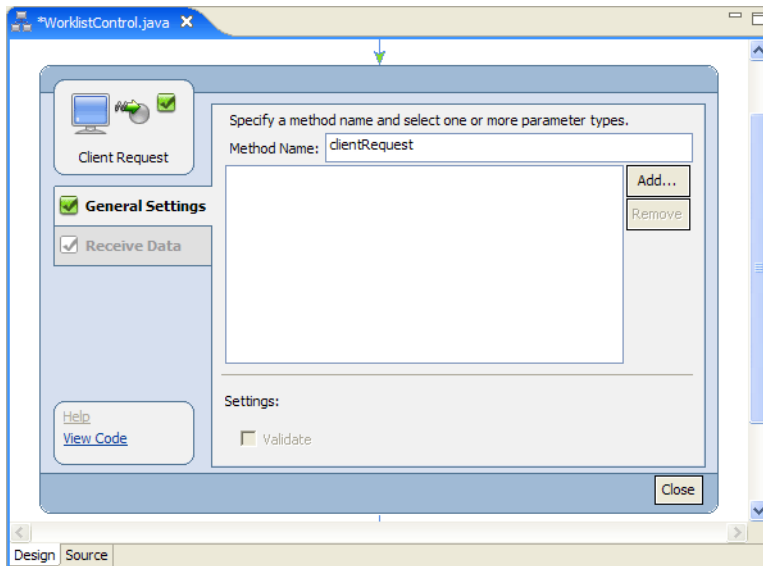 *WorklistControl.java
Client Request
Specify a method name and select one or more parameter types.
Method Name: clientRequest
Add...
Remove
General Settings
Receive Data
Settings:
Validate
Help
View Code
Close
Design Source